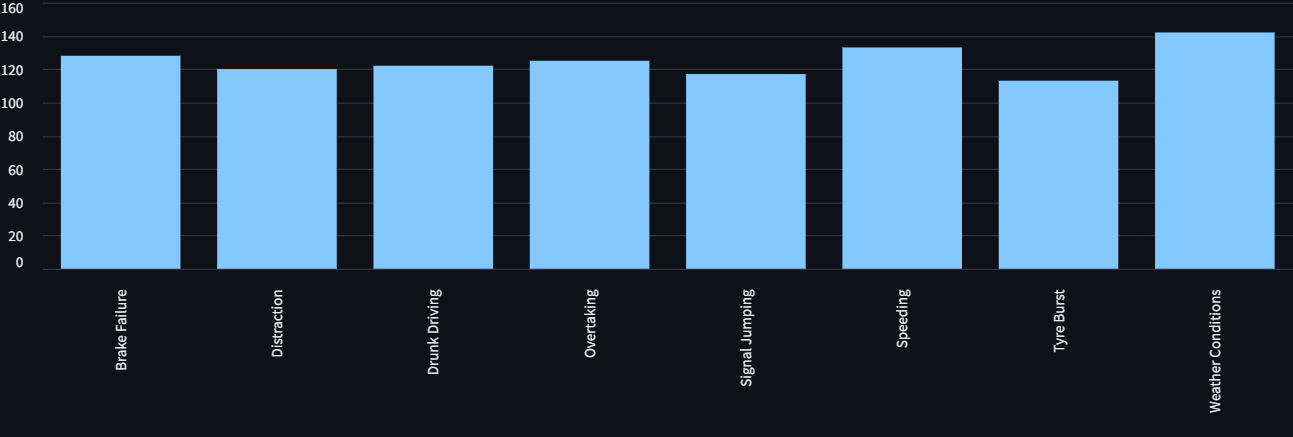 160
140
120
100
80
60
40
20
0
Brake Failure
Distraction
Drunk Driving
Overtaking
Signal Jumping
Speeding
Tyre Burst
Weather Conditions